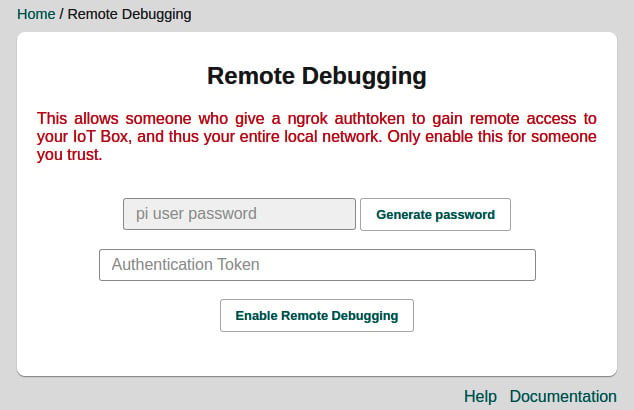 Home / Remote Debugging
Remote Debugging
This allows someone who give a ngrok authtoken to gain remote access to
your IoT Box, and thus your entire local network. Only enable this for someone
you trust.
pi user password Generate password
Authentication Token
Enable Remote Debugging
Help Documentation